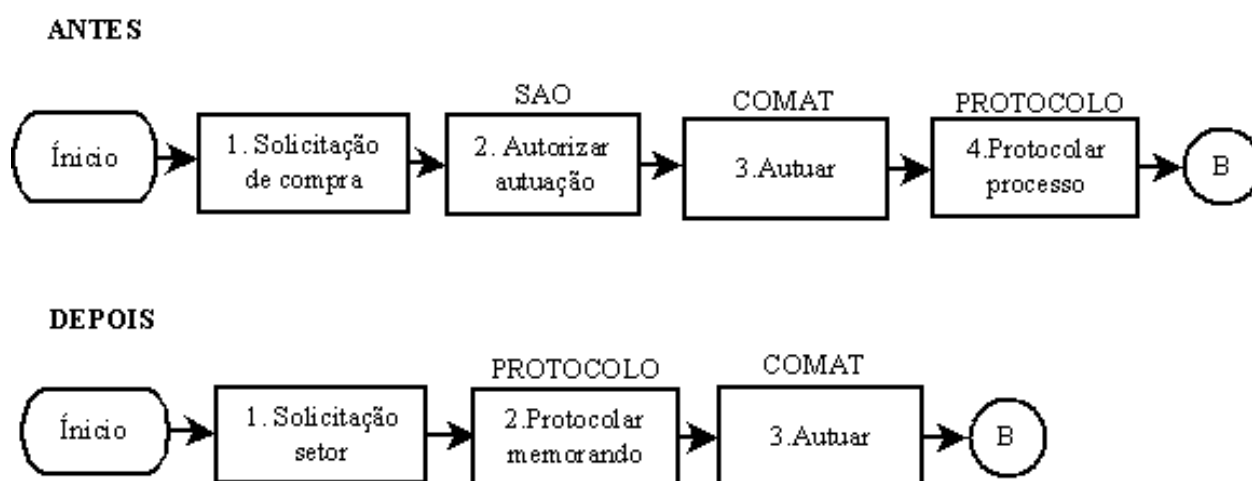 ANTES
SAO
COMAT
PROTOCOLO
Ínicio
1. Solicitação
de compra
2. Autorizar
autuação
3.Autuar
4.Protocolar
processo
B
DEPOIS
PROTOCOLO
COMAT
Ínicio
1. Solicitação
setor
2.Protocolar
memorando
3.Autuar
B